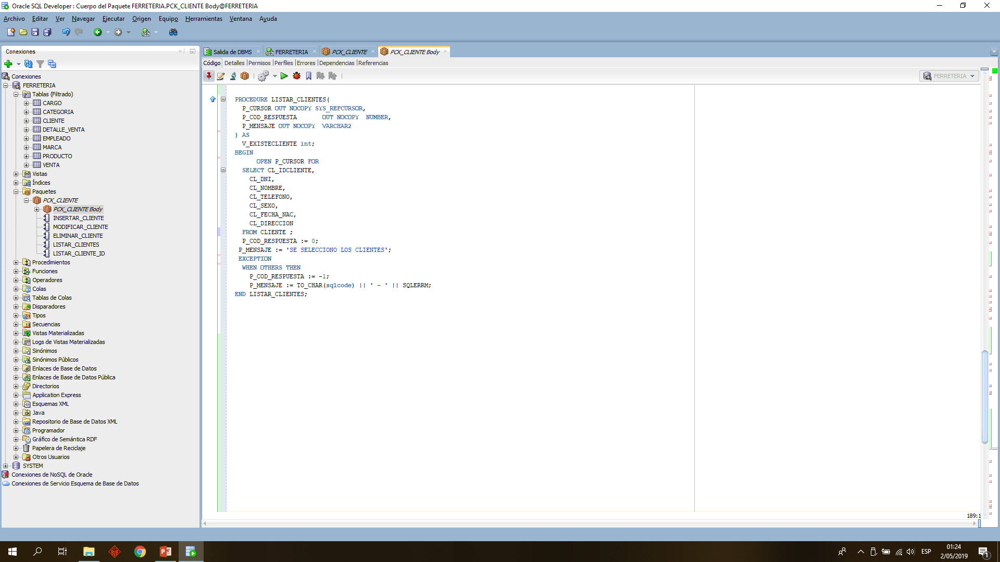 Oracle SQL Developer : Cuerpo del Paquete FERRETERIA.PCK_CLIENTE Body@FERRETERIA
Archivo Editar Ver Navegar Ejecutar Origen Equipo Herramientas Ventana Ayuda
Conexiones
Conexiones
FERRETERIA
Tablas (Filtrado)
CARGO
CATEGORIA
CLIENTE
DETALLE_VENTA
EMPLEADO
MARCA
PRODUCTO
VENTA
Vistas
Índices
Paquetes
PCK_CLIENTE
PCK_CLIENTE Body
INSERTAR_CLIENTE
MODIFICAR_CLIENTE
ELIMINAR_CLIENTE
LISTAR_CLIENTES
LISTAR_CLIENTE_ID
Procedimientos
Funciones
Operadores
Colas
Tablas de Colas
Disparadores
Tipos
Secuencias
Vistas Materializadas
Logs de Vistas Materializadas
Sinónimos
Sinónimos Públicos
Enlaces de Base de Datos
Enlaces de Base de Datos Pública
Directorios
Application Express
Esquemas XML
Java
Repositorio de Base de Datos XML
Programador
Gráfico de Semántica RDF
Papelera de Reciclaje
Otros Usuarios
SYSTEM
Conexiones de NoSQL de Oracle
Conexiones de Servicio Esquema de Base de Datos
Salida de DBMS FERRETERIA PCK_CLIENTE PCK_CLIENTE Body
Código Detalles |Permisos |Perfiles |Errores |Dependencias |Referencias
FERRETERIA
PROCEDURE LISTAR_CLIENTES(
P_CURSOR OUT NOCOPY SYS_REFCURSOR,
P_COD_RESPUESTA OUT NOCOPY NUMBER,
P_MENSAJE OUT NOCOPY VARCHAR2
) AS
V_EXISTECLIENTE int;
BEGIN
OPEN P_CURSOR FOR
SELECT CL_IDCLIENTE,
CL_DNI,
CL_NOMBRE,
CL_TELEFONO,
CL_SEXO,
CL_FECHA_NAC,
CL_DIRECCION
FROM CLIENTE ;
P_COD_RESPUESTA := 0;
P_MENSAJE := 'SE SELECCIONO LOS CLIENTES';
EXCEPTION
WHEN OTHERS THEN
P_COD_RESPUESTA := -1;
P_MENSAJE := TO_CHAR(sqlcode) || ' - ' || SQLERRM;
END LISTAR_CLIENTES;
189:1
ESP
01:24
2/05/2019
1